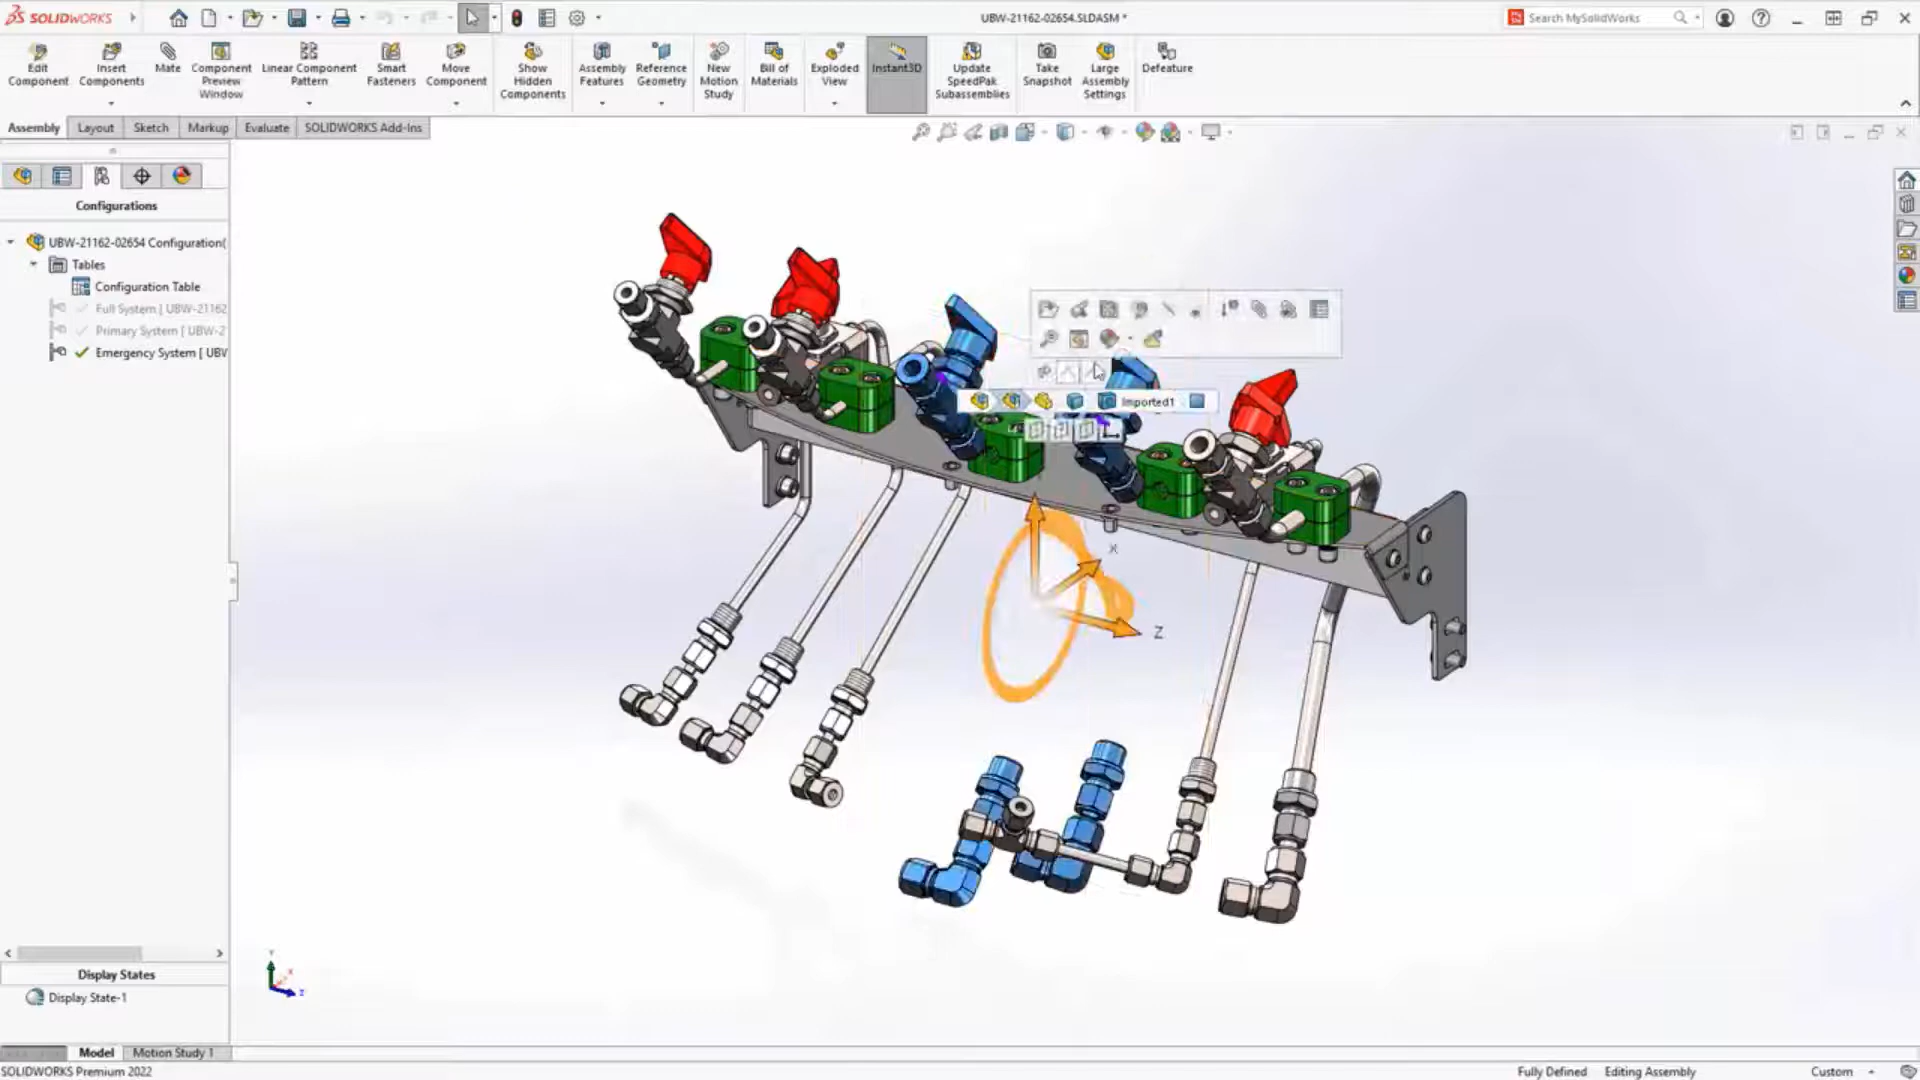 SOLIDWORKS
UBW-21162-02654.SLDASM *
Search MySolidWorks
Edit Component
Insert Components
Mate
Component Preview Window
Linear Component Pattern
Smart Fasteners
Move Component
Show Hidden Components
Assembly Features
Reference Geometry
New Motion Study
Bill of Materials
Exploded View
Instant3D
Update SpeedPak Subassemblies
Take Snapshot
Large Assembly Settings
Defeature
Assembly
Layout
Sketch
Markup
Evaluate
SOLIDWORKS Add-Ins
Configurations
UBW-21162-02654 Configuration(
Tables
Configuration Table
Full System [ UBW-21162
Primary System [ UBW-2
Emergency System [ UBW
Imported1
X
Z
Display States
Display State-1
Model
Motion Study 1
SOLIDWORKS Premium 2022
Fully Defined
Editing Assembly
Custom